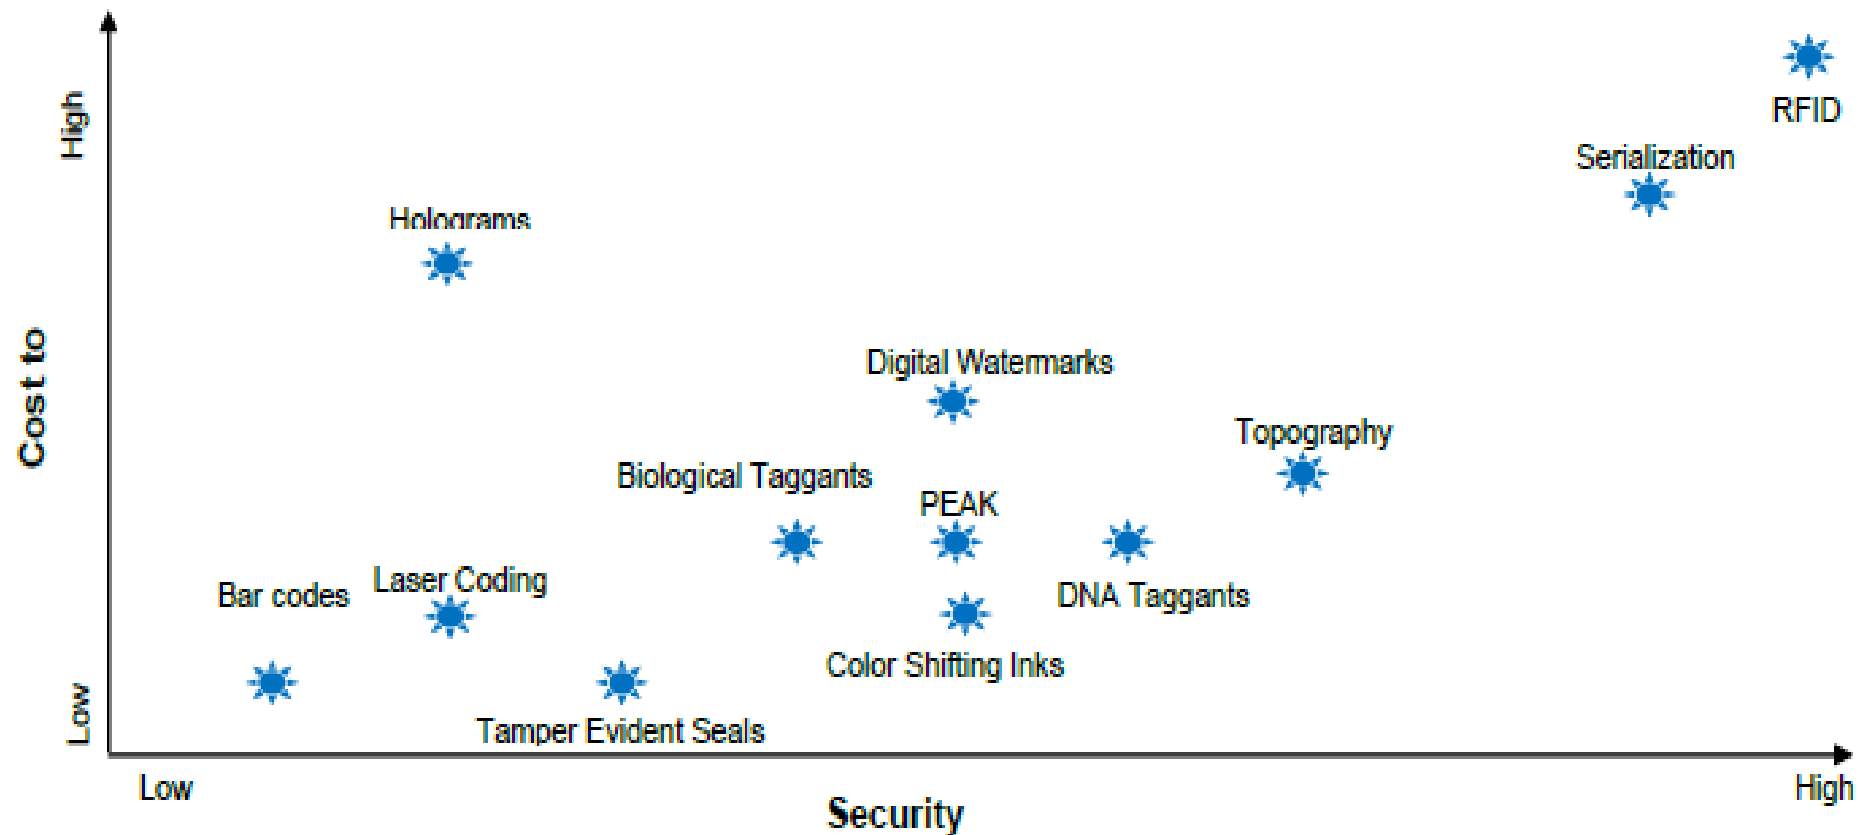 High
RFID
Serialization
Holograms
Cost to
Digital Watermarks
Topography
Biological Taggants
PEAK
Laser Coding
Bar codes
DNA Taggants
Color Shifting Inks
Low
Tamper Evident Seals
Low
High
Security